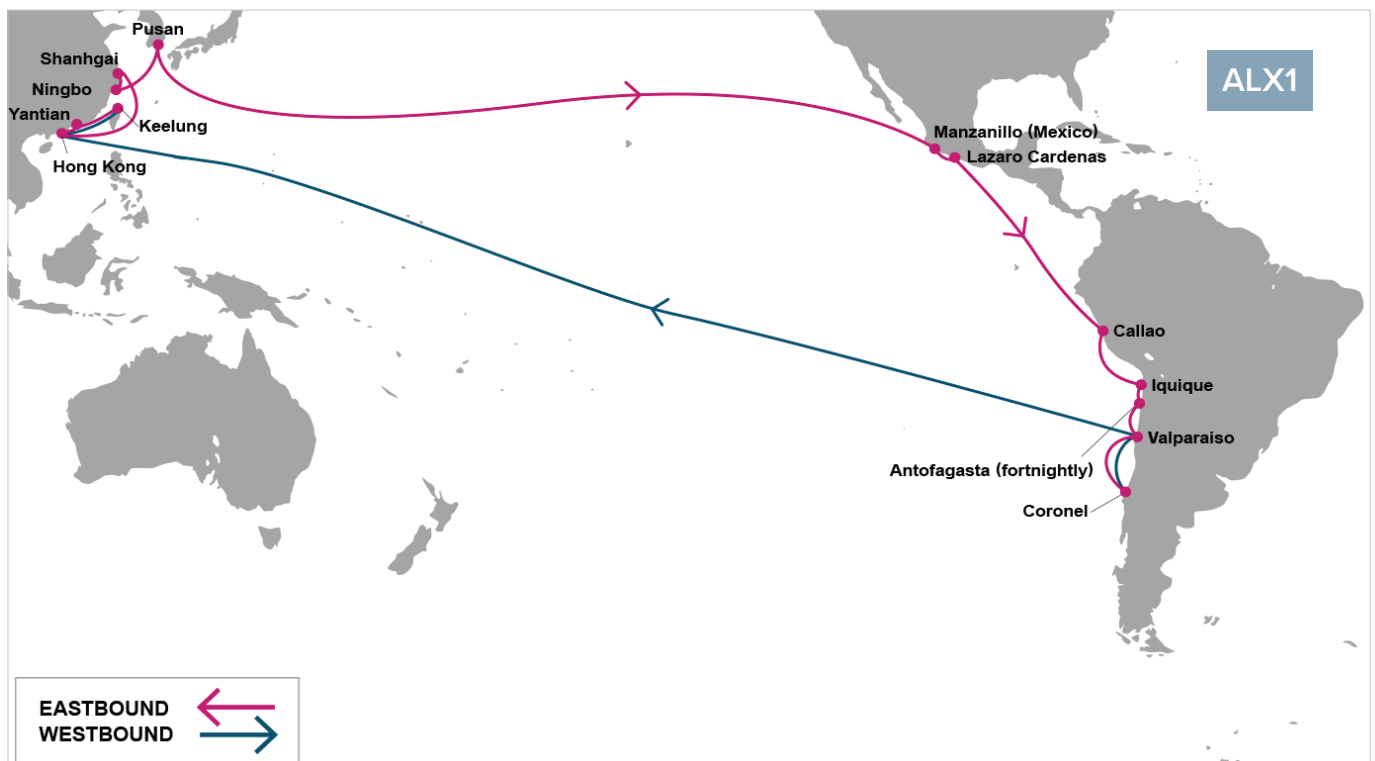 Pusan
Shanhgai
Ningbo
Yantian
Keelung
Hong Kong
ALX1
Manzanillo (Mexico)
Lazaro Cardenas
Callao
Iquique
Valparaiso
Antofagasta (fortnightly)
Coronel
EASTBOUND
WESTBOUND